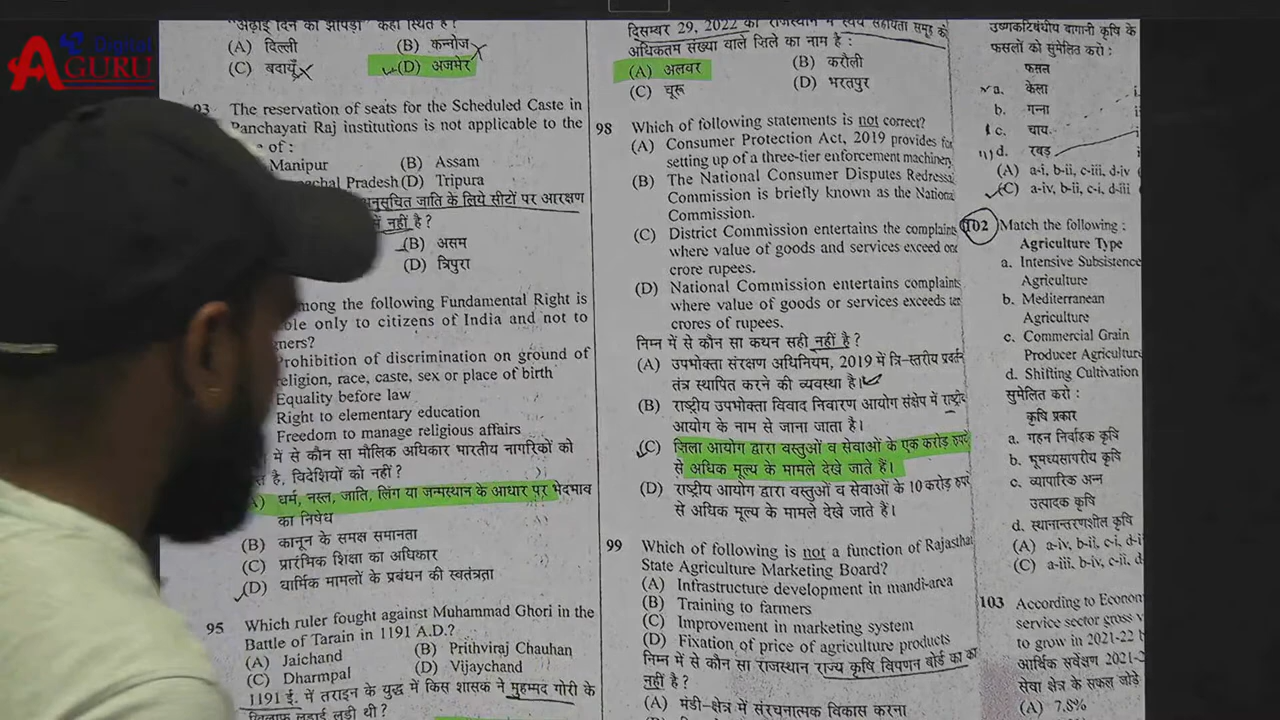 Digital
A GURU
"अढ़ाई दिन का झोंपड़ा" कहाँ स्थित है ?
(A) दिल्ली
(B) कन्नोज
(C) बदायूँ
(D) अजमेर
93 The reservation of seats for the Scheduled Caste in
Panchayati Raj institutions is not applicable to the
of :
Manipur
(B) Assam
Pradesh (D) Tripura
अनुसूचित जाति के लिये सीटों पर आरक्षण
में नहीं है ?
(B) असम
(D) त्रिपुरा
among the following Fundamental Right is
only to citizens of India and not to
Prohibition of discrimination on ground of
religion, race, caste, sex or place of birth
Equality before law
Right to elementary education
Freedom to manage religious affairs
में से कौन सा मौलिक अधिकार भारतीय नागरिकों को
है, विदेशियों को नहीं ?
धर्म, नस्ल, जाति, लिंग या जन्मस्थान के आधार पर भेदभाव
का निषेध
(B) कानून के समक्ष समानता
(C) प्रारंभिक शिक्षा का अधिकार
(D) धार्मिक मामलों के प्रबंधन की स्वतंत्रता
95 Which ruler fought against Muhammad Ghori in the
Battle of Tarain in 1191 A.D.?
(A) Jaichand
(B) Prithviraj Chauhan
(C) Dharmpal
(D) Vijaychand
1191 ई. में तराइन के युद्ध में किस शासक ने मुहम्मद गोरी के
खिलाफ लड़ाई लड़ी थी ?
दिसम्बर 29, 2022 को राजस्थान में स्वयं सहायता समूह की
अधिकतम संख्या वाले जिले का नाम है :
(A) अलवर
(B) करौली
(C) चूरू
(D) भरतपुर
98 Which of following statements is not correct?
(A) Consumer Protection Act, 2019 provides for
setting up of a three-tier enforcement machinery
(B) The National Consumer Disputes Redressa
Commission is briefly known as the Nationa
Commission.
(C) District Commission entertains the complaint
where value of goods and services exceed one
crore rupees.
(D) National Commission entertains complaints
where value of goods or services exceeds ten
crores of rupees.
निम्न में से कौन सा कथन सही नहीं है ?
(A) उपभोक्ता संरक्षण अधिनियम, 2019 में त्रि-स्तरीय प्रवर्तन
तंत्र स्थापित करने की व्यवस्था है।
(B) राष्ट्रीय उपभोक्ता विवाद निवारण आयोग संक्षेप में राष्ट्रीय
आयोग के नाम से जाना जाता है।
(C) ज़िला आयोग द्वारा वस्तुओं व सेवाओं के एक करोड़ रुपये
से अधिक मूल्य के मामले देखे जाते हैं।
(D) राष्ट्रीय आयोग द्वारा वस्तुओं व सेवाओं के 10 करोड़ रुपये
से अधिक मूल्य के मामले देखे जाते हैं।
99 Which of following is not a function of Rajasthan
State Agriculture Marketing Board?
(A) Infrastructure development in mandi-area
(B) Training to farmers
(C) Improvement in marketing system
(D) Fixation of price of agriculture products
निम्न में से कौन सा राजस्थान राज्य कृषि विपणन बोर्ड का
नहीं है ?
(A) मंडी-क्षेत्र में संरचनात्मक विकास करना
उष्णकटिबंधीय बागानी कृषि के
फसलों को सुमेलित करो :
फसल
a. केला
b. गन्ना
c. चाय
d. रबड़
(A) a-i, b-ii, c-iii, d-iv
(C) a-iv, b-ii, c-i, d-iii
102 Match the following :
Agriculture Type
a. Intensive Subsistence
Agriculture
b. Mediterranean
Agriculture
c. Commercial Grain
Producer Agriculture
d. Shifting Cultivation
सुमेलित करो :
कृषि प्रकार
a. गहन निर्वाहक कृषि
b. भूमध्यसागरीय कृषि
c. व्यापारिक अन्न
उत्पादक कृषि
d. स्थानान्तरणशील कृषि
(A) a-iv, b-ii, c-i, d-i
(C) a-iii, b-iv, c-ii, d-
103 According to Econom
service sector gross v
to grow in 2021-22 b
आर्थिक सर्वेक्षण 2021-2
सेवा क्षेत्र के सकल जोड़े
(A) 7.8%